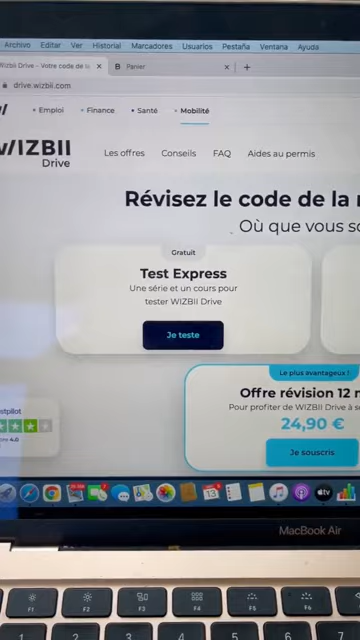 Archivo Editar Ver Historial Marcadores Usuarios Pestaña Ventana Ayuda
Wizbii Drive - Votre code de la
Panier
drive.wizbii.com
Emploi Finance Santé Mobilité
WIZBII
Drive
Les offres Conseils FAQ Aides au permis
Révisez le code de la
Où que vous so
Gratuit
Test Express
Une série et un cours pour
tester WIZBII Drive
Je teste
Le plus avantageux !
Offre révision 12 m
Pour profiter de WIZBII Drive à s
24,90 €
Je souscris
stpilot
4.0
13
tv
MacBook Air
F1 F2 F3 F4 F5 F6
1 2 3 4 5 6